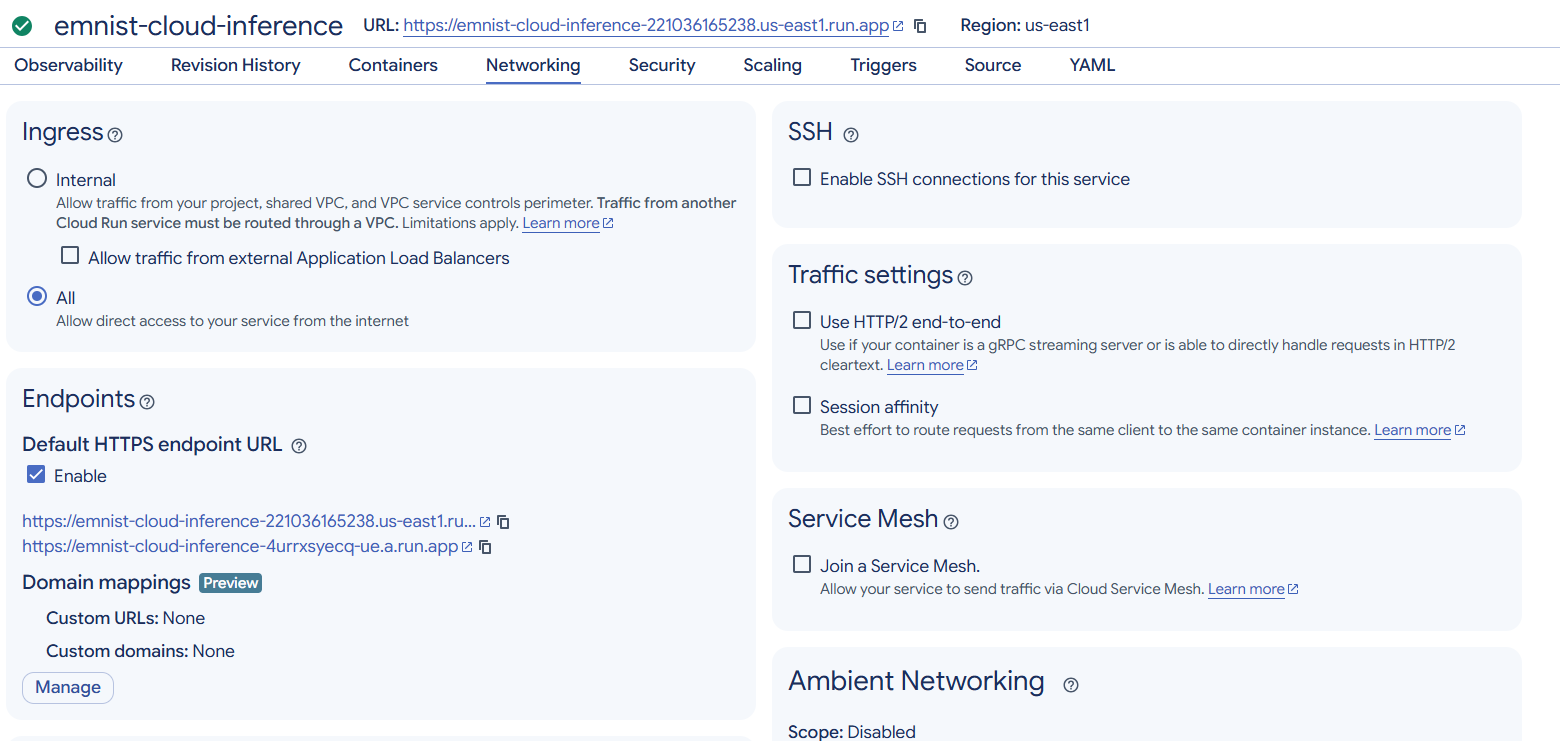 emnist-cloud-inference URL: https://emnist-cloud-inference-221036165238.us-east1.run.app Region: us-east1
Observability Revision History Containers Networking Security Scaling Triggers Source YAML
Ingress
Internal
Allow traffic from your project, shared VPC, and VPC service controls perimeter. Traffic from another
Cloud Run service must be routed through a VPC. Limitations apply. Learn more
Allow traffic from external Application Load Balancers
All
Allow direct access to your service from the internet
Endpoints
Default HTTPS endpoint URL
Enable
https://emnist-cloud-inference-221036165238.us-east1.ru...
https://emnist-cloud-inference-4urrxsyecq-ue.a.run.app
Domain mappings Preview
Custom URLs: None
Custom domains: None
Manage
SSH
Enable SSH connections for this service
Traffic settings
Use HTTP/2 end-to-end
Use if your container is a gRPC streaming server or is able to directly handle requests in HTTP/2
cleartext. Learn more
Session affinity
Best effort to route requests from the same client to the same container instance. Learn more
Service Mesh
Join a Service Mesh.
Allow your service to send traffic via Cloud Service Mesh. Learn more
Ambient Networking
Scope: Disabled